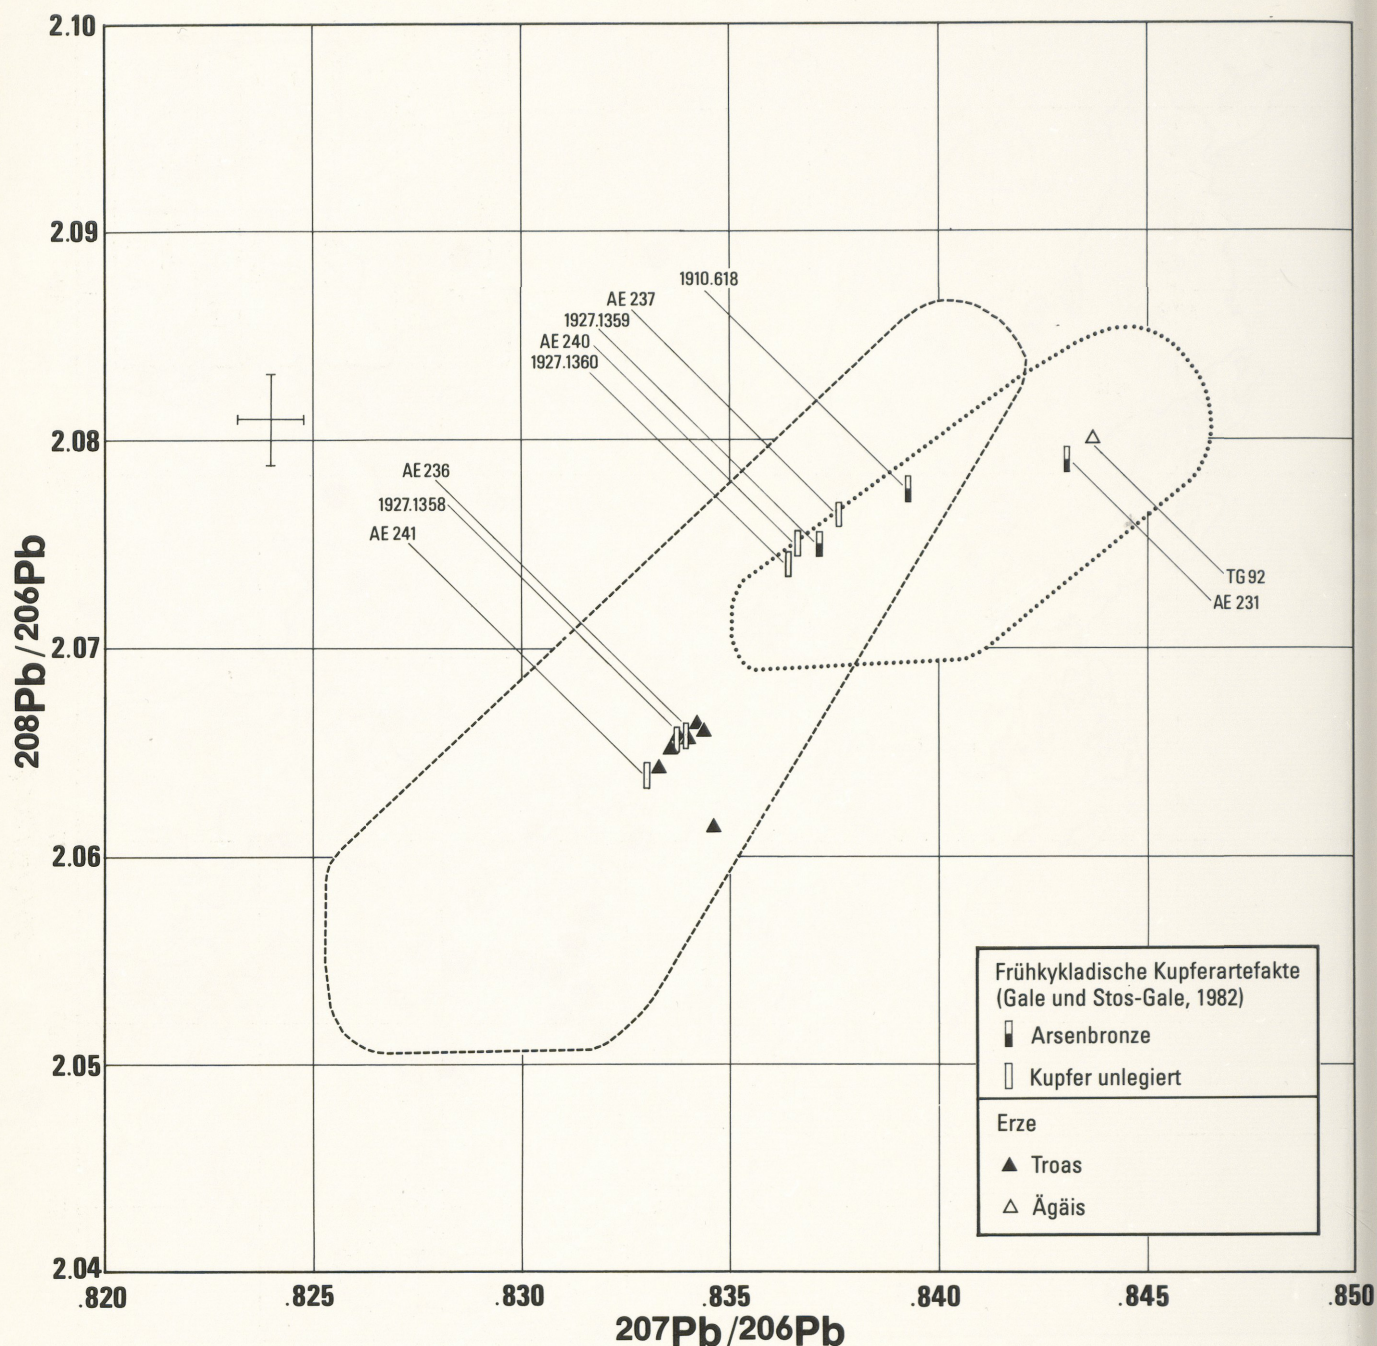 2.10
2.09
2.08
2.07
2.06
2.05
2.04
208Pb/206Pb
1910.618
AE 237
1927.1359
AE 240
1927.1360
AE 236
1927.1358
AE 241
TG 92
AE 231
Frühkykladische Kupferartefakte
(Gale und Stos-Gale, 1982)
Arsenbronze
Kupfer unlegiert
Erze
Troas
Ägäis
.820 .825 .830 .835 .840 .845 .850
207Pb/206Pb